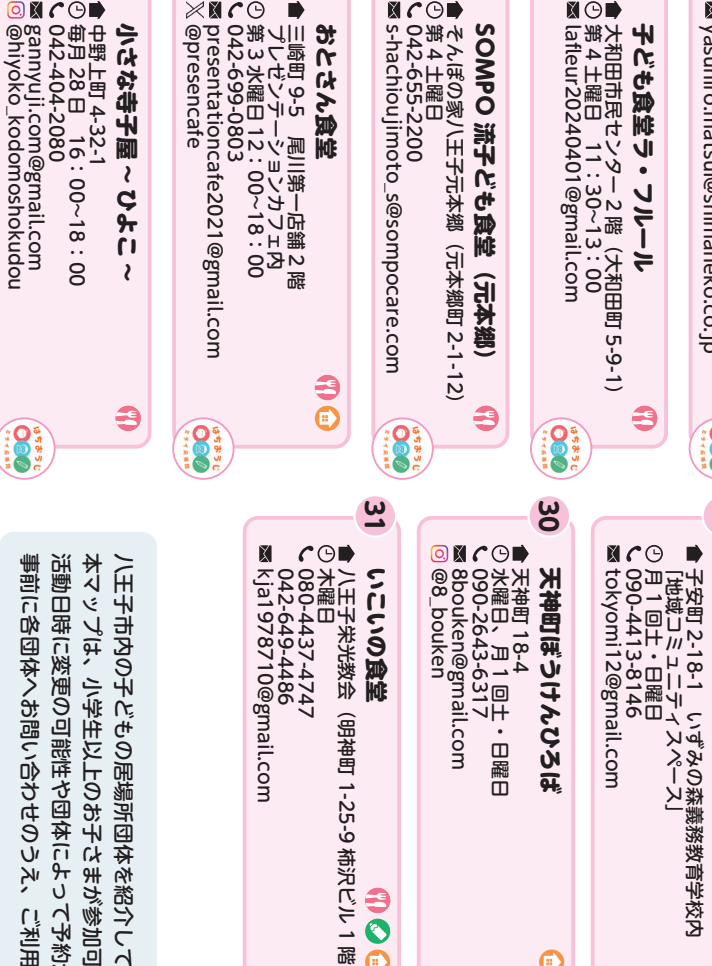 yasuhiro.matsui@shimaneko.co.jp
子ども食堂ラ・フルール
大和田市民センター 2 階（大和田町 5-9-1）
第 4 土曜日　11：30~13：00
lafleur20240401@gmail.com
SOMPO 流子ども食堂（元本郷）
そんぽの家八王子元本郷（元本郷町 2-1-12）
第 4 土曜日
042-655-2200
s-hachioujimoto_s@sompocare.com
おとさん食堂
三崎町 9-5　尾川第一店舗 2 階
プレゼンテーションカフェ内
第 3 水曜日 12：00~18：00
042-699-0803
presentationcafe2021@gmail.com
@presencafe
小さな寺子屋 ~ ひよこ ~
中野上町 4-32-1
毎月 28 日　16：00~18：00
042-404-2080
gannyuji.com@gmail.com
@hiyoko_kodomoshokudou
はちおうじ
子安町 2-18-1　いずみの森義務教育学校内
「地域コミュニティスペース」
月 1 回土・日曜日
090-4413-8146
tokyomi12@gmail.com
30 天神町ぼうけんひろば
天神町 18-4
水曜日、月 1 回土・日曜日
090-2643-6317
8bouken@gmail.com
@8_bouken
31 いこいの食堂
八王子栄光教会（明神町 1-25-9 柿沢ビル 1 階
木曜日
080-4437-4747
042-649-4486
kja1978710@gmail.com
八王子市内の子どもの居場所団体を紹介して
本マップは、小学生以上のお子さまが参加可
活動日時に変更の可能性や団体によって予約
事前に各団体へお問い合わせのうえ、ご利用